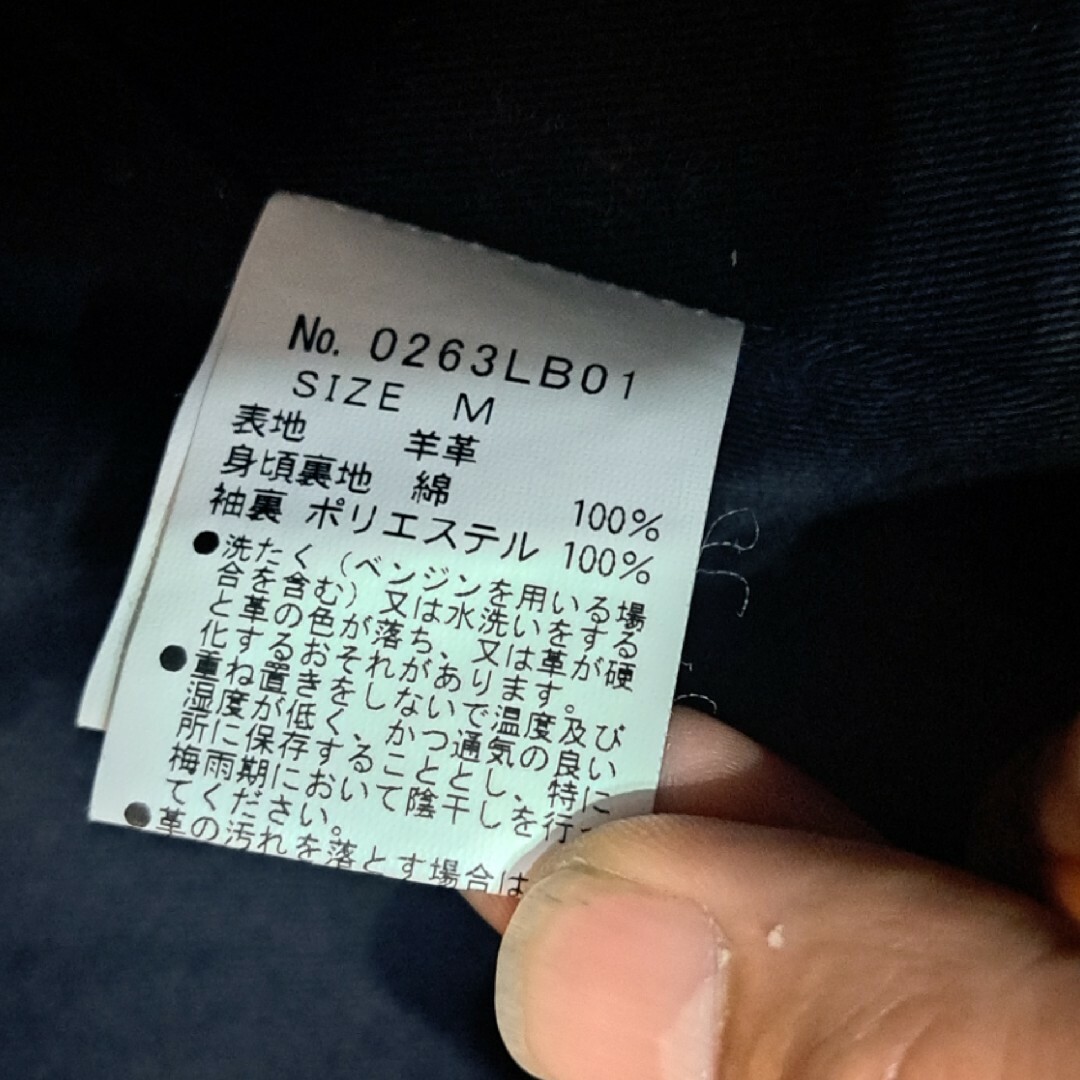 No. 0263LB01
SIZE M
表地 羊革
身頃裏地 綿 100%
袖裏 ポリエステル 100%
●洗たく(ベンジンを用いる場
合を含む)又は水洗いをする
と革の色が落ち、又は革が硬
化するおそれがあります。
●重ね置きをしないで温度及び
湿度が低く、かつ通気の良い
所に保存することとし、特に
梅雨期において陰干しを行っ
てください。
●革の汚れを落とす場合は